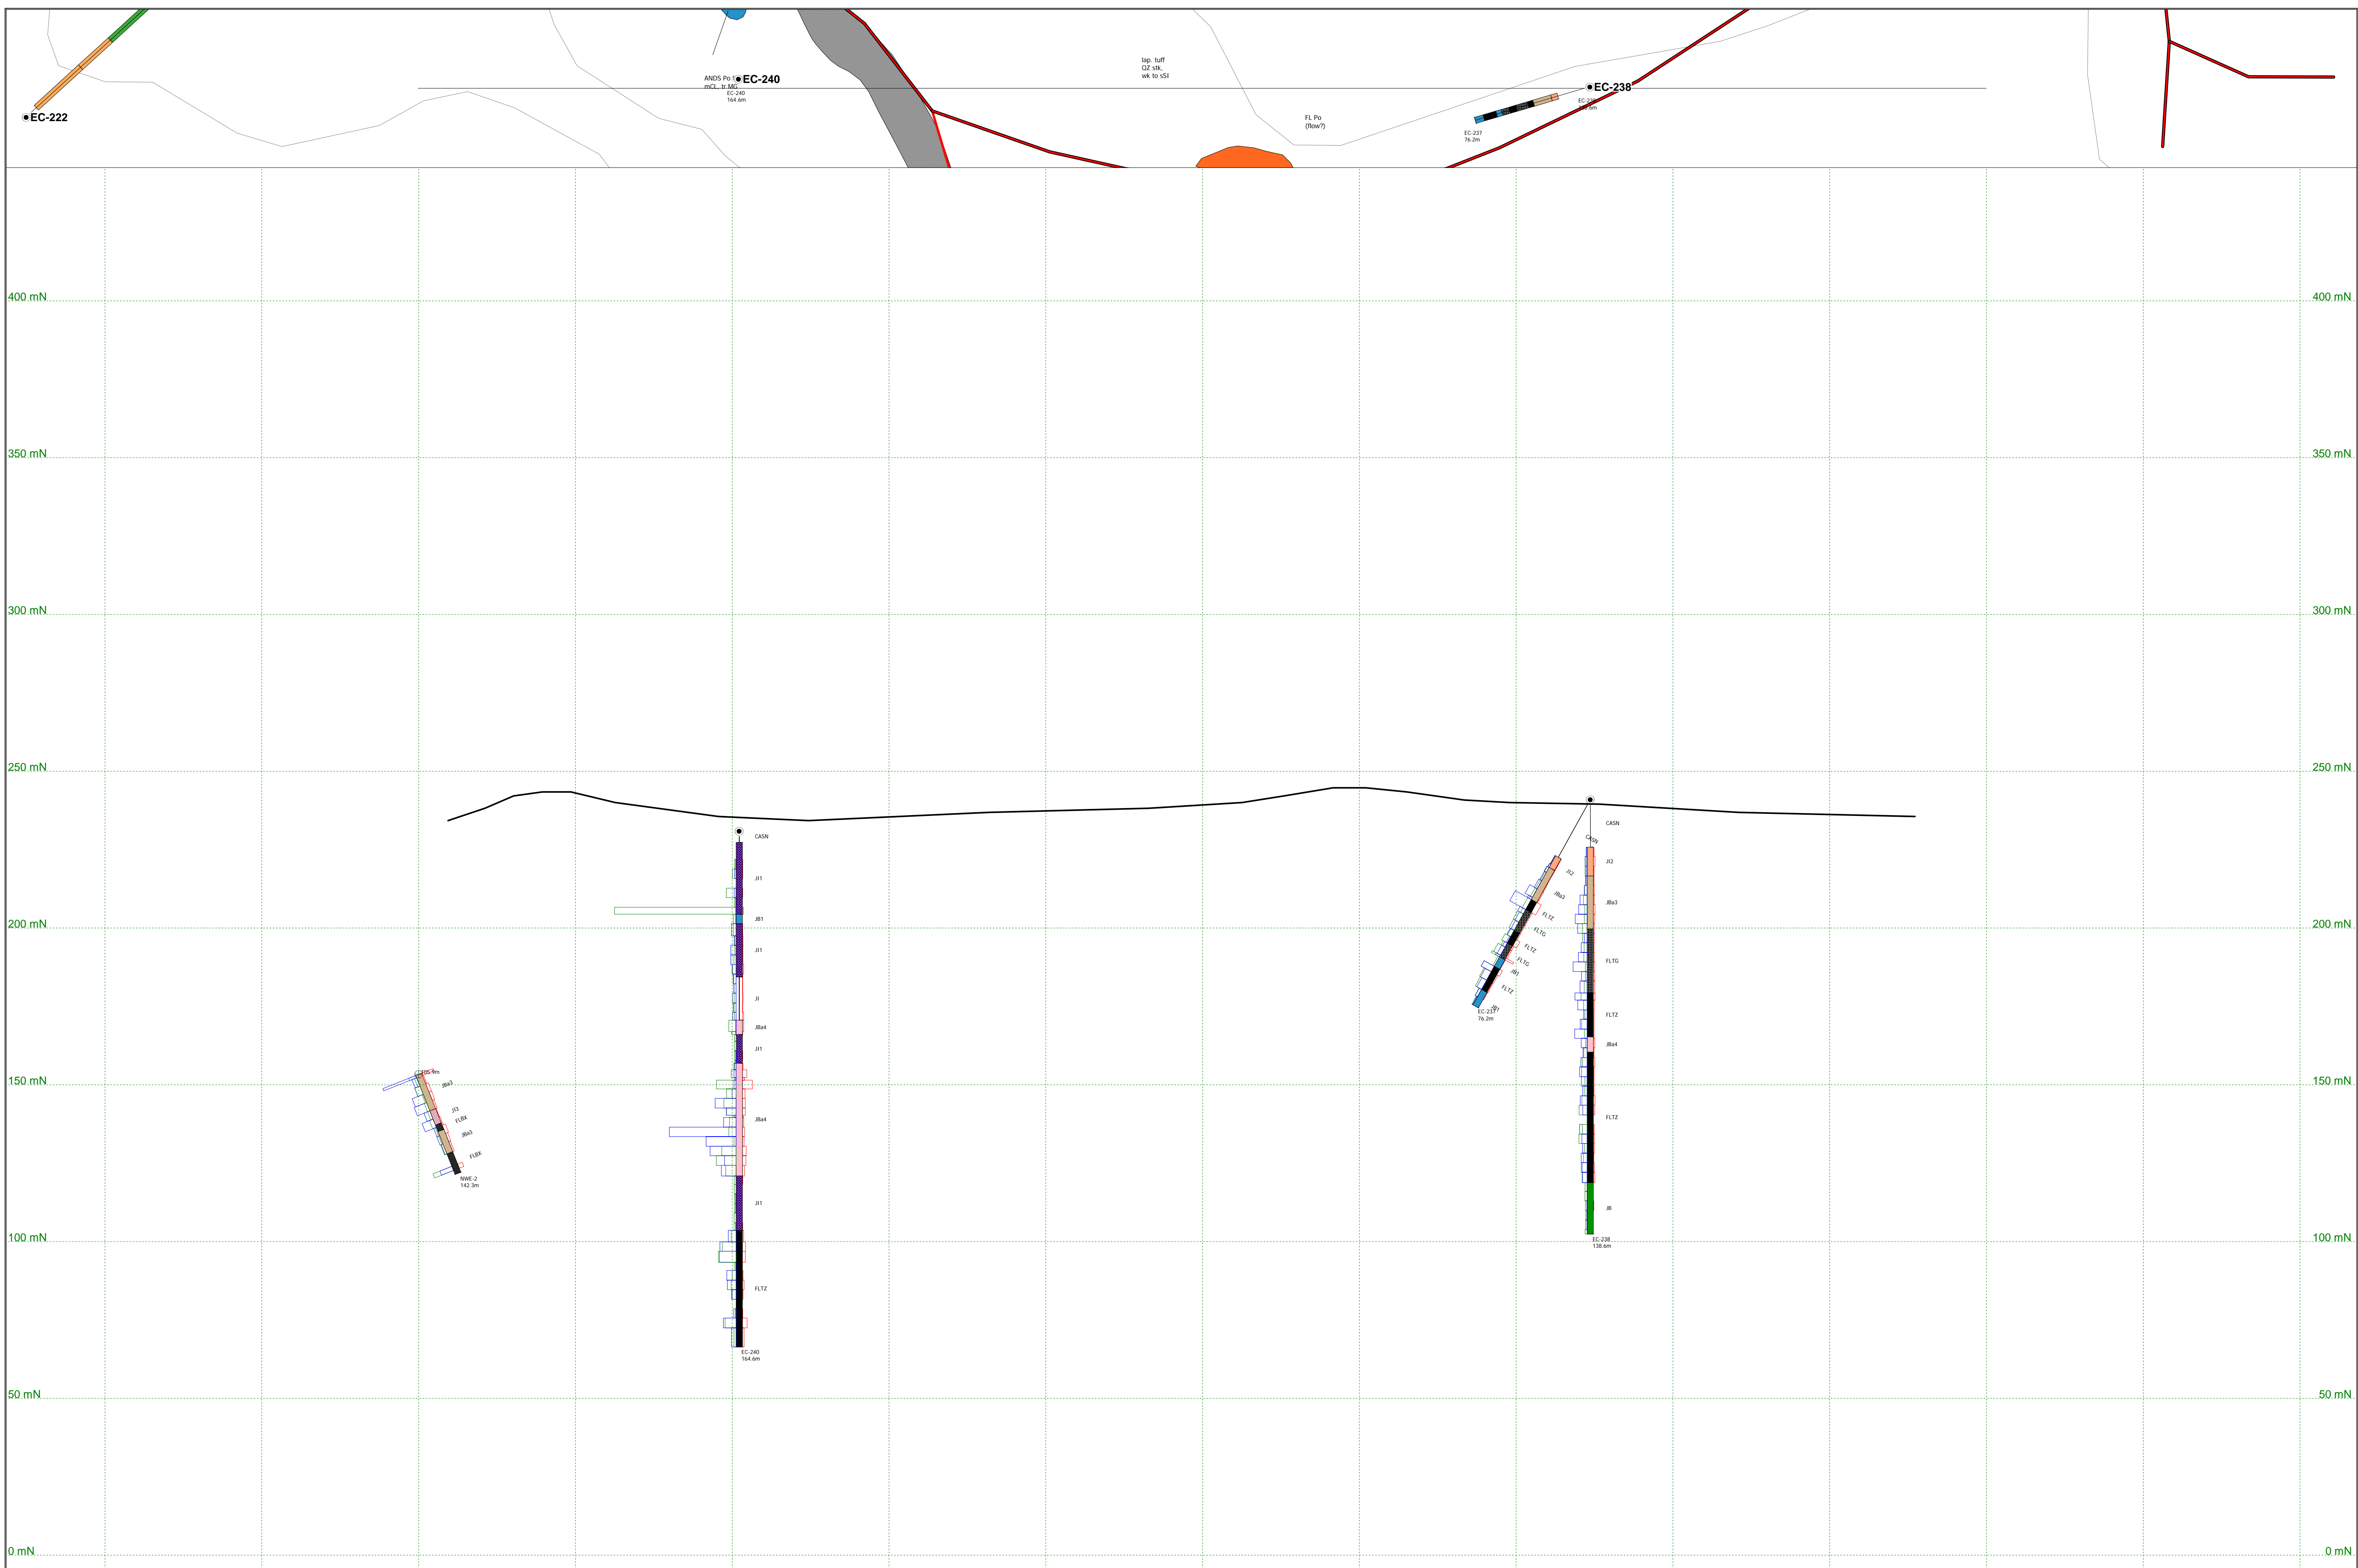 lap. tuff
QZ stk,
wk to sSI
ANDS Po
EC-240
mCL, tr MG
EC-240
164.6m
EC-238
EC-222
FL Po
(flow?)
EC-237
76.2m
400 mN
400 mN
350 mN
350 mN
300 mN
300 mN
250 mN
250 mN
200 mN
200 mN
150 mN
150 mN
100 mN
100 mN
50 mN
50 mN
0 mN
0 mN
JBa3
JI3
FLBX
JBa3
FLBX
NWE-2
142.3m
CASN
JI1
JB1
JI1
JI
JBa4
JI1
JBa4
JI1
FLTZ
EC-240
164.6m
CASN
JI2
JBa3
FLTZ
FLTG
FLTZ
FLTG
JB1
FLTZ
JB1
EC-237
76.2m
CASN
JI2
JBa3
FLTG
FLTZ
JBa4
FLTZ
J8
EC-238
138.6m